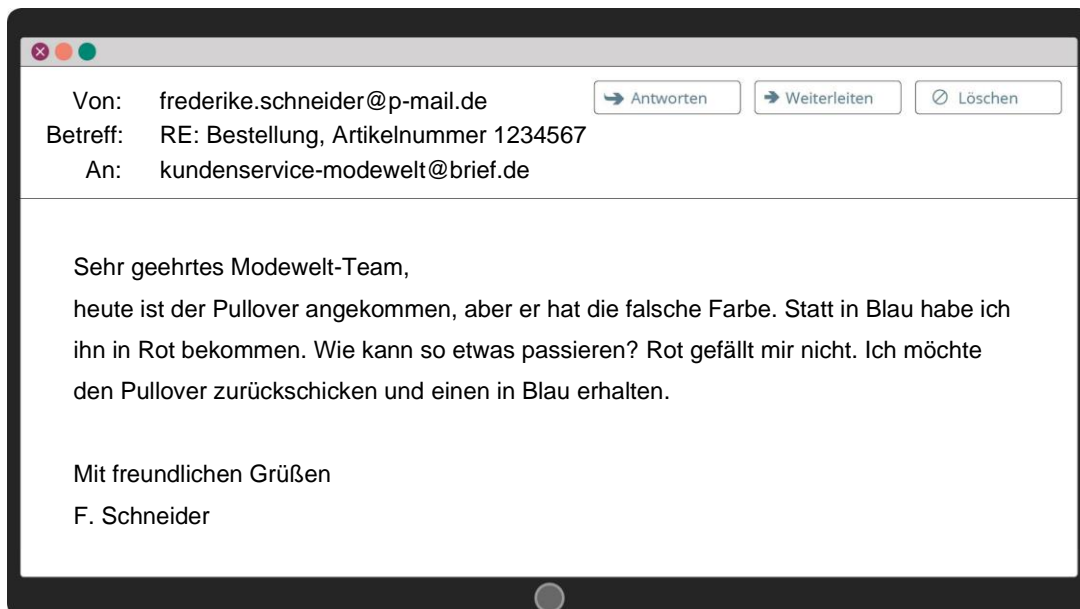 Von: frederike.schneider@p-mail.de
Antworten
Weiterleiten
Löschen
Betreff: RE: Bestellung, Artikelnummer 1234567
An: kundenservice-modewelt@brief.de
Sehr geehrtes Modewelt-Team,
heute ist der Pullover angekommen, aber er hat die falsche Farbe. Statt in Blau habe ich
ihn in Rot bekommen. Wie kann so etwas passieren? Rot gefällt mir nicht. Ich möchte
den Pullover zurückschicken und einen in Blau erhalten.
Mit freundlichen Grüßen
F. Schneider